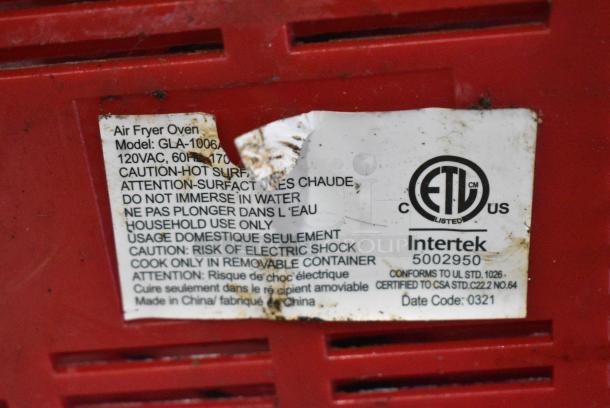 Air Fryer Oven
Model: GLA-1006A
120VAC, 60Hz, 170
CAUTION-HOT SURF
ATTENTION-SURFACT ES CHAUDE
DO NOT IMMERSE IN WATER
NE PAS PLONGER DANS L 'EAU
HOUSEHOLD USE ONLY
USAGE DOMESTIQUE SEULEMENT
CAUTION: RISK OF ELECTRIC SHOCK
COOK ONLY IN REMOVABLE CONTAINER
ATTENTION: Risque de choc électrique
Cuire seulement dans le récipient amoviable
Made in China/ fabriqué China
ETL CM
LISTED
C US
Intertek
5002950
CONFORMS TO UL STD.1026
CERTIFIED TO CSA STD.C22.2 NO.64
Date Code: 0321